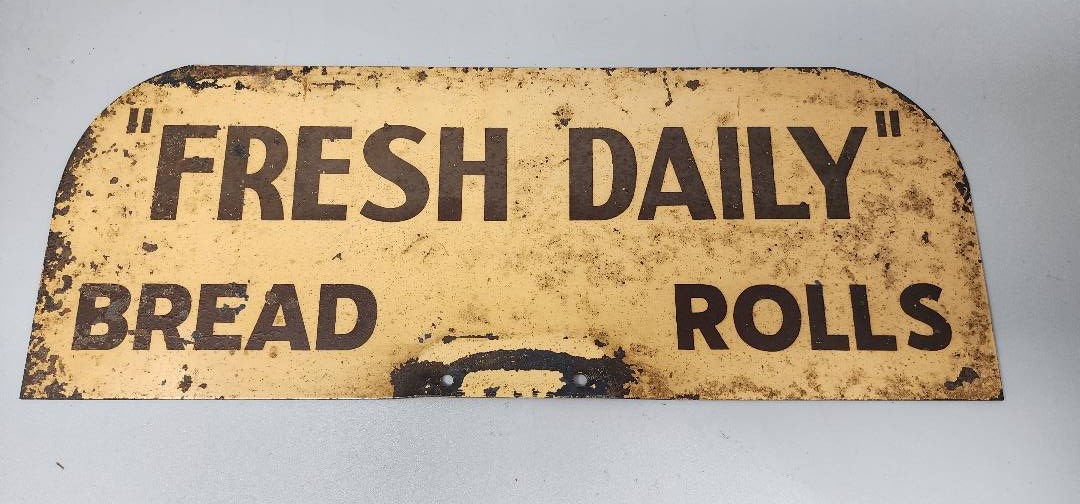 "FRESH DAILY"
BREAD ROLLS